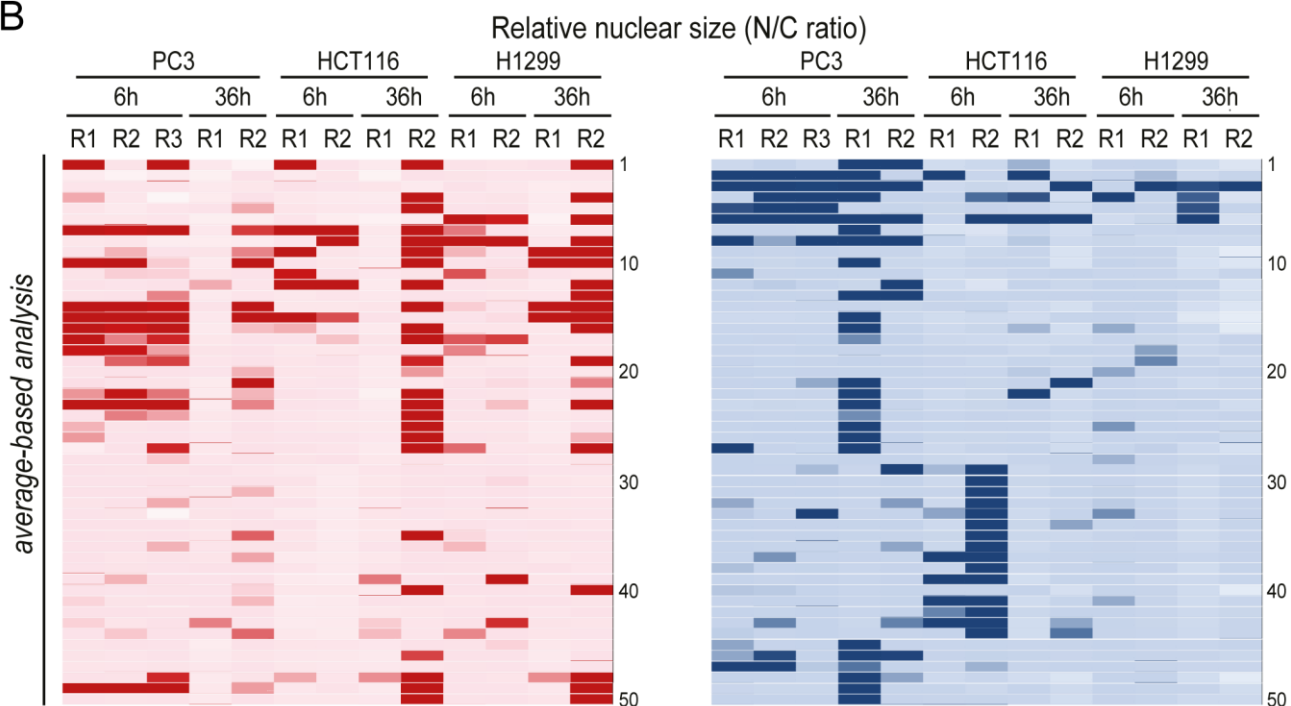 B
Relative nuclear size (N/C ratio)
PC3 HCT116 H1299 PC3 HCT116 H1299
6h 36h 6h 36h 6h 36h 6h 36h 6h 36h 6h 36h
R1 R2 R3 R1 R2 R1 R2 R1 R2 R1 R2 R1 R2 R1 R2 R3 R1 R2 R1 R2 R1 R2 R1 R2 R1 R2
average-based analysis
1 1
10 10
20 20
30 30
40 40
50 50